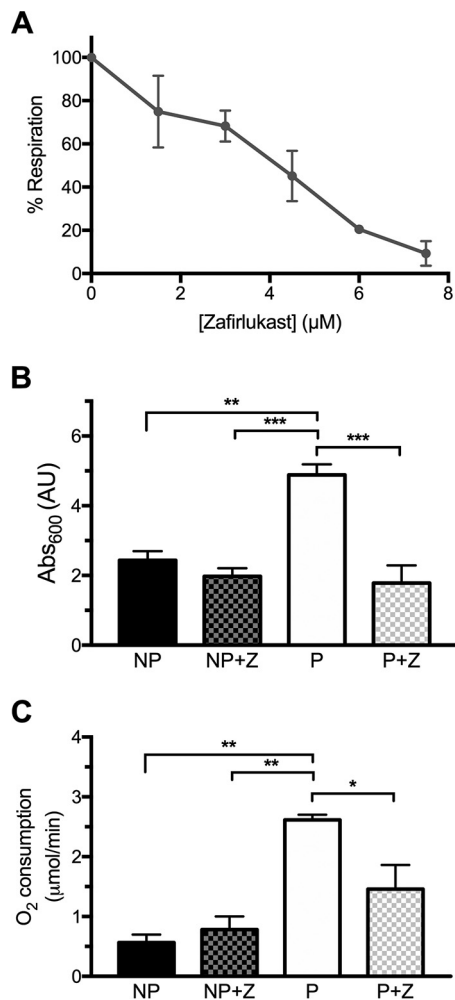 A
100
80
60
40
20
0
% Respiration
0 2 4 6 8
[Zafirlukast] (μM)
B
** 
*** ***
6
4
2
0
Abs600 (AU)
NP NP+Z P P+Z
C
**
**
*
4
3
2
1
0
O2 consumption
(μmol/min)
NP NP+Z P P+Z